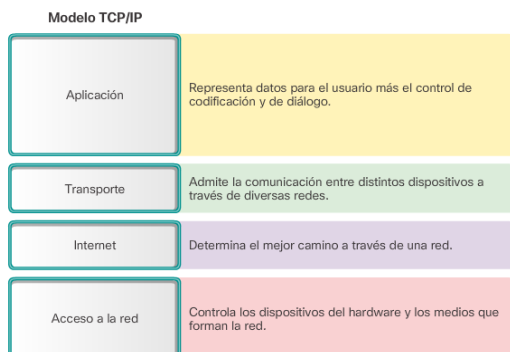 Modelo TCP/IP
Aplicación
Representa datos para el usuario más el control de
codificación y de diálogo.
Transporte
Admite la comunicación entre distintos dispositivos a
través de diversas redes.
Internet
Determina el mejor camino a través de una red.
Acceso a la red
Controla los dispositivos del hardware y los medios que
forman la red.